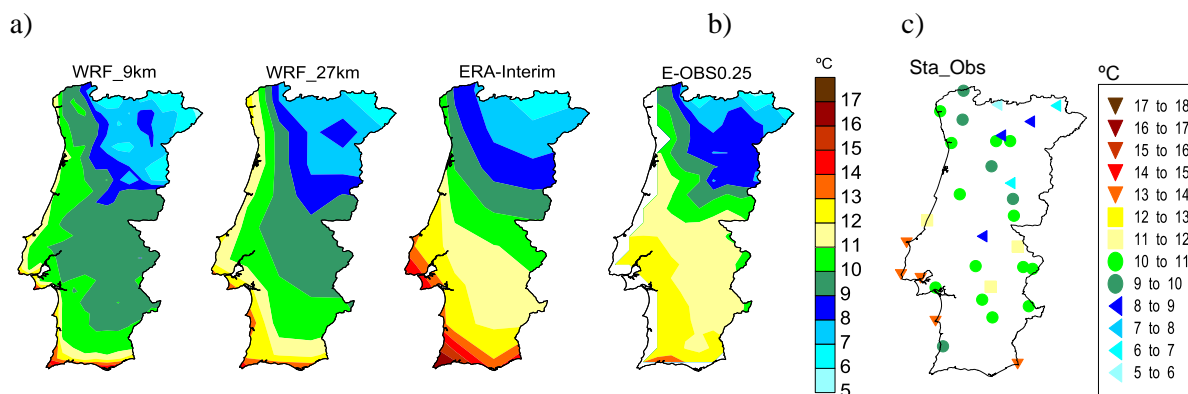 a)
b)
c)
WRF_9km
WRF_27km
ERA-Interim
E-OBS0.25
Sta_Obs
ºC
17
16
15
14
13
12
11
10
9
8
7
6
5
ºC
17 to 18
16 to 17
15 to 16
14 to 15
13 to 14
12 to 13
11 to 12
10 to 11
9 to 10
8 to 9
7 to 8
6 to 7
5 to 6